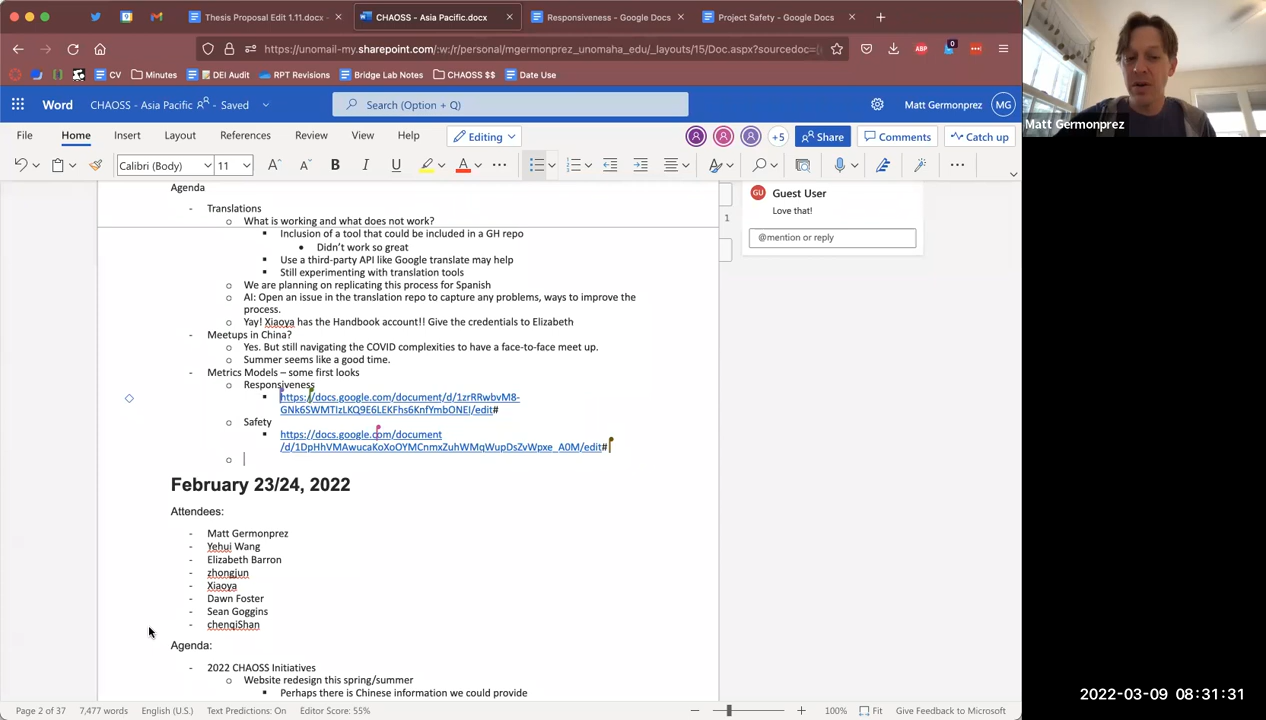 Thesis Proposal Edit 1.11.docx -
CHAOSS - Asia Pacific.docx
Responsiveness - Google Docs
Project Safety - Google Docs
https://unomail-my.sharepoint.com/:w:/r/personal/mgermonprez_unomaha_edu/_layouts/15/Doc.aspx?sourcedoc=
ABP
0
CV
Minutes
DEI Audit
RPT Revisions
Bridge Lab Notes
CHAOSS $$
Date Use
Word
CHAOSS - Asia Pacific
- Saved
Search (Option + Q)
Matt Germonprez
MG
File
Home
Insert
Layout
References
Review
View
Help
Editing
+5
Share
Comments
Catch up
Calibri (Body)
11
B
I
U
A
Agenda
- Translations
o What is working and what does not work?
▪ Inclusion of a tool that could be included in a GH repo
• Didn't work so great
▪ Use a third-party API like Google translate may help
▪ Still experimenting with translation tools
o We are planning on replicating this process for Spanish
o AI: Open an issue in the translation repo to capture any problems, ways to improve the
process.
o Yay! Xiaoya has the Handbook account!! Give the credentials to Elizabeth
- Meetups in China?
o Yes. But still navigating the COVID complexities to have a face-to-face meet up.
o Summer seems like a good time.
- Metrics Models – some first looks
o Responsiveness
▪ https://docs.google.com/document/d/1zrRRwbvM8-
GNk6SWMTIzLKQ9E6LEKFhs6KnfYmbONEI/edit#
o Safety
▪ https://docs.google.com/document
/d/1DpHhVMAwucaKoXoOYMCnmxZuhWMqWupDsZvWpxe_A0M/edit#
o
February 23/24, 2022
Attendees:
- Matt Germonprez
- Yehui Wang
- Elizabeth Barron
- zhongjun
- Xiaoya
- Dawn Foster
- Sean Goggins
- chenqiShan
Agenda:
- 2022 CHAOSS Initiatives
o Website redesign this spring/summer
▪ Perhaps there is Chinese information we could provide
1
GU
Guest User
Love that!
@mention or reply
Page 2 of 37
7,477 words
English (U.S.)
Text Predictions: On
Editor Score: 55%
100%
Fit
Give Feedback to Microsoft
Matt Germonprez
2022-03-09 08:31:31